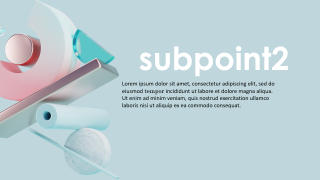 subpoint2
Lorem ipsum dolor sit amet, consectetur adipiscing elit, sed do
eiusmod tempor incididunt ut labore et dolore magna aliqua.
Ut enim ad minim veniam, quis nostrud exercitation ullamco
laboris nisi ut aliquip ex ea commodo consequat.